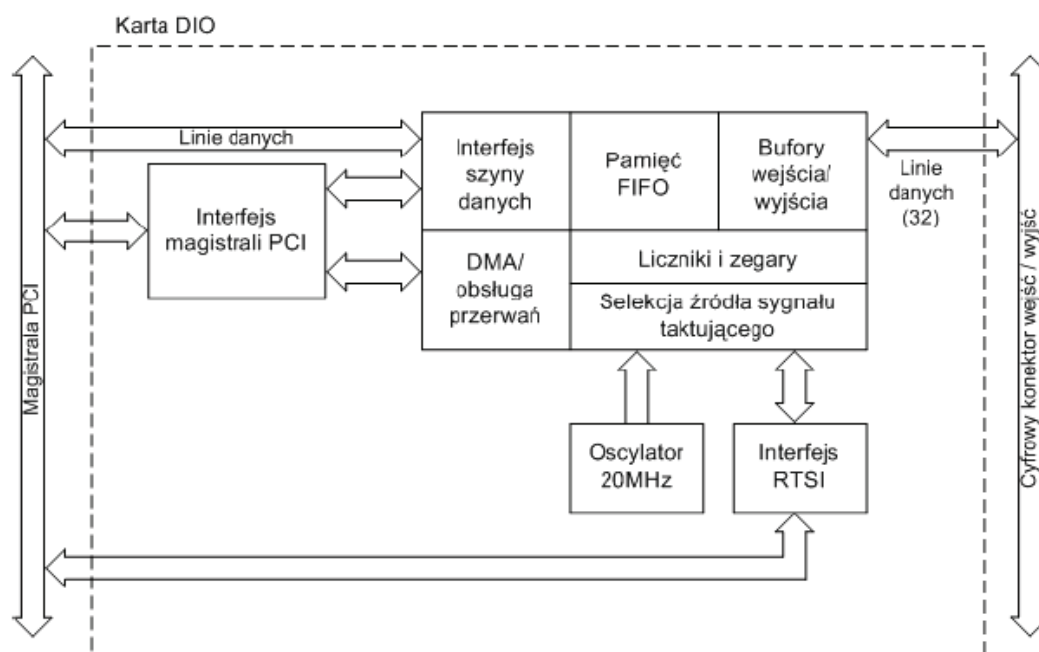 Karta DIO
Linie danych
Interfejs
szyny
danych
Pamięć
FIFO
Bufory
wejścia/
wyjścia
Linie
danych
(32)
Interfejs
magistrali PCI
DMA/
obsługa
przerwań
Liczniki i zegary
Selekcja źródła sygnału
taktującego
Oscylator
20MHz
Interfejs
RTSI
Magistrala PCI
Cyfrowy konektor wejść / wyjść